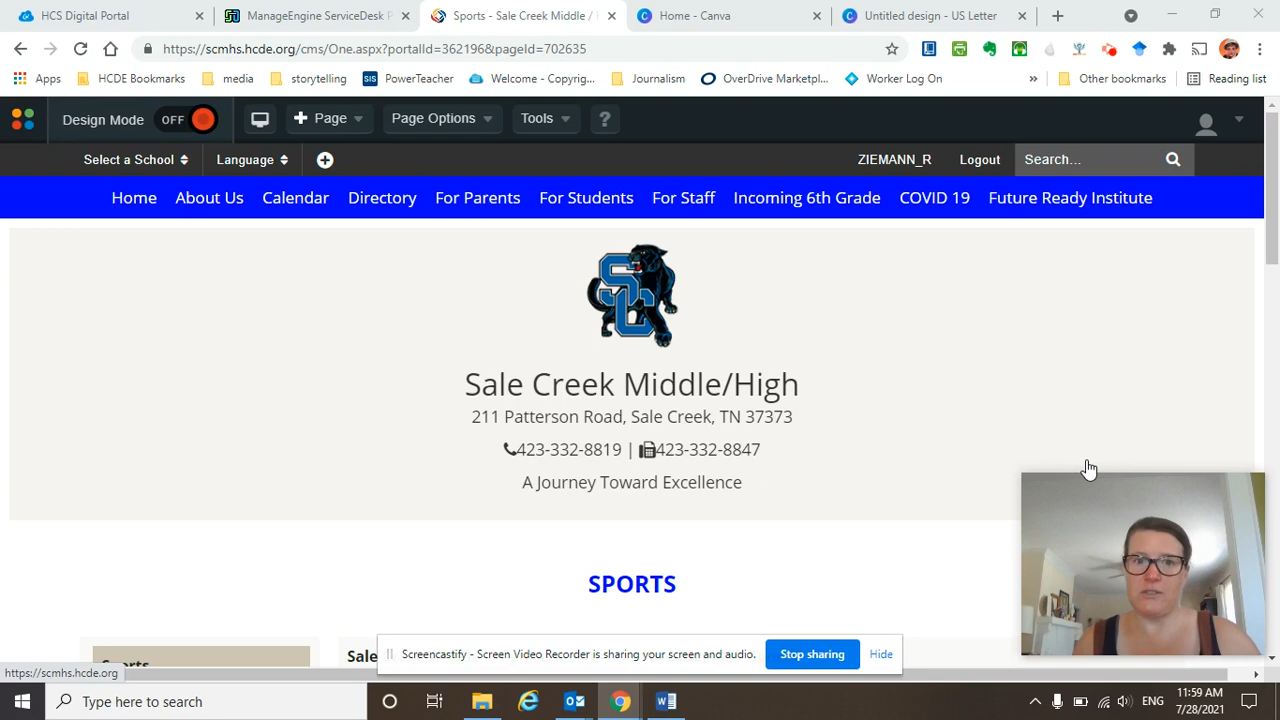 HCS Digital Portal
ManageEngine ServiceDesk P
Sports - Sale Creek Middle /
Home - Canva
Untitled design - US Letter
https://scmhs.hcde.org/cms/One.aspx?portalId=362196&pageId=702635
Apps
HCDE Bookmarks
media
storytelling
SIS
PowerTeacher
Welcome - Copyrig...
Journalism
OverDrive Marketpl...
Worker Log On
»
Other bookmarks
Reading list
Design Mode
OFF
+ Page
Page Options
Tools
?
Select a School
Language
ZIEMANN_R
Logout
Search...
Home
About Us
Calendar
Directory
For Parents
For Students
For Staff
Incoming 6th Grade
COVID 19
Future Ready Institute
SC
Sale Creek Middle/High
211 Patterson Road, Sale Creek, TN 37373
423-332-8819 | 423-332-8847
A Journey Toward Excellence
SPORTS
Sports
Sale
Screencastify - Screen Video Recorder is sharing your screen and audio.
Stop sharing
Hide
https://scmhs.hcde.org
Type here to search
ENG
11:59 AM
7/28/2021